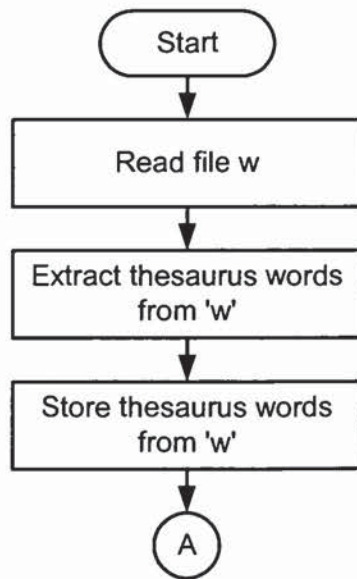 Start
Read file w
Extract thesaurus words
from 'w'
Store thesaurus words
from 'w'
A